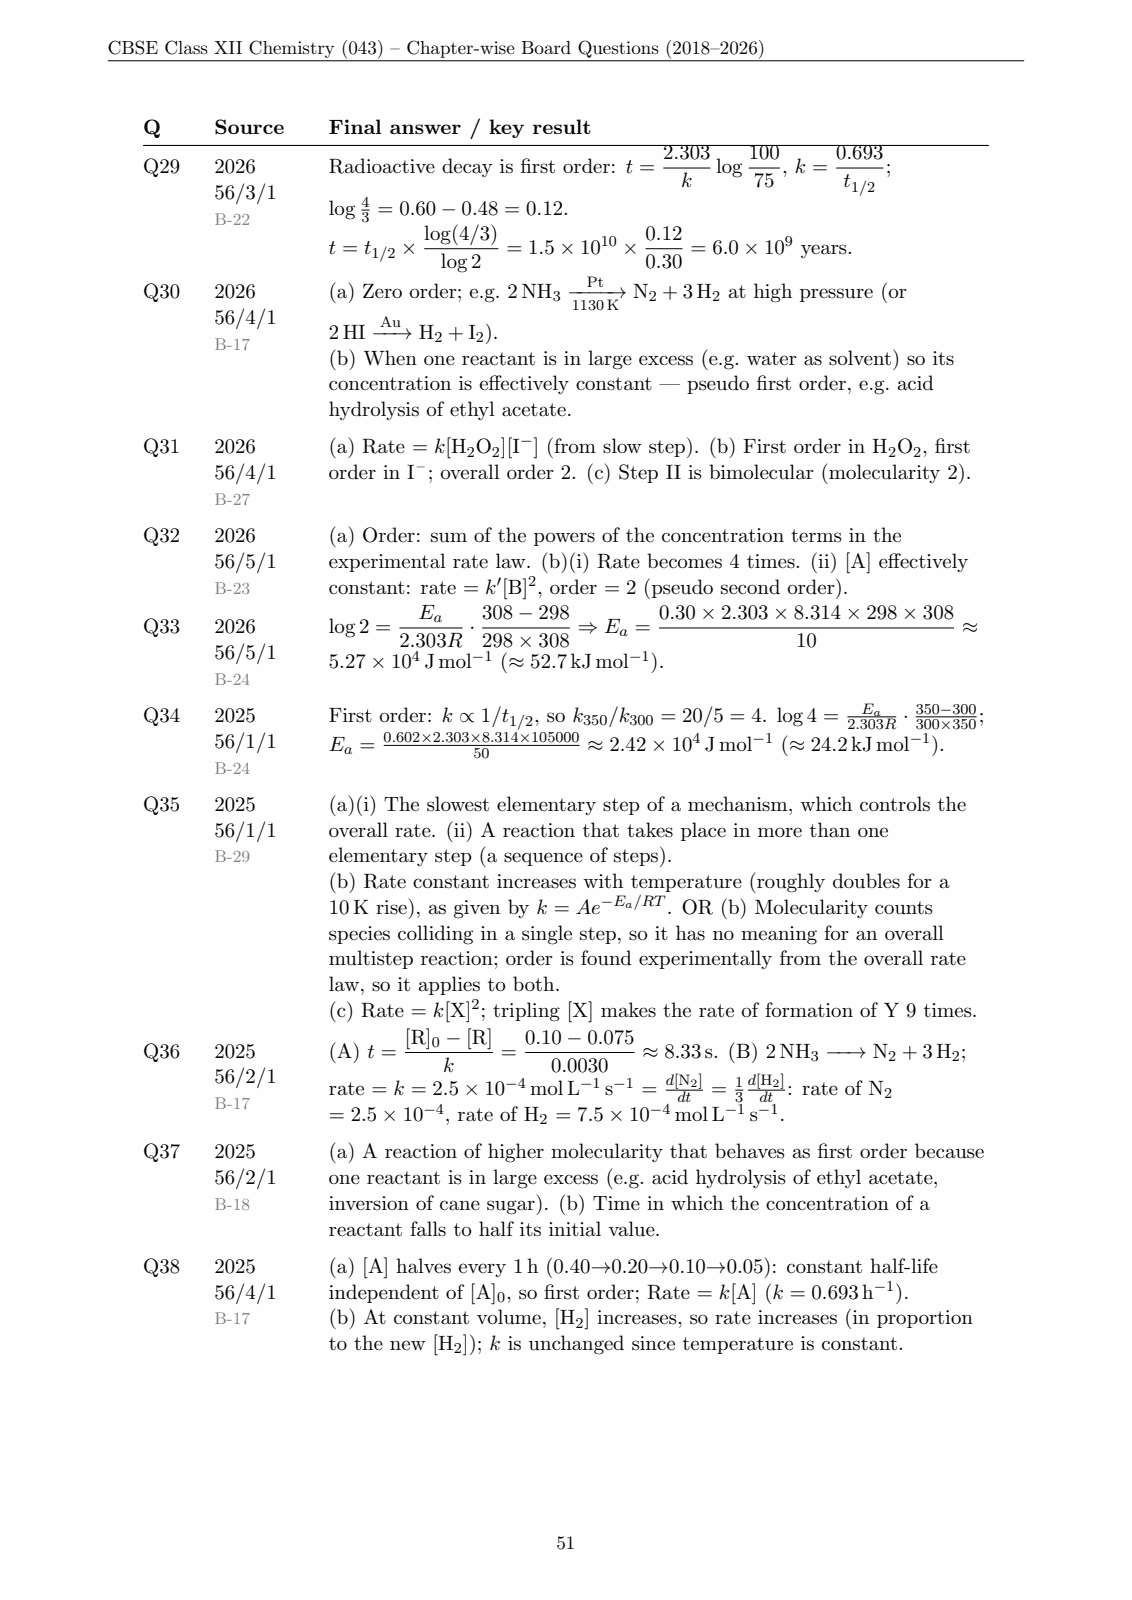 CBSE Class XII Chemistry (043) – Chapter-wise Board Questions (2018–2026)
Q Source Final answer / key result
Q29 2026 Radioactive decay is first order: t = 2.303/k log 100/75, k = 0.693/t₁/₂;
56/3/1
B-22
log 4/3 = 0.60 − 0.48 = 0.12.
t = t₁/₂ × log(4/3)/log 2 = 1.5 × 10¹⁰ × 0.12/0.30 = 6.0 × 10⁹ years.
Q30 2026 (a) Zero order; e.g. 2 NH₃ —Pt/1130 K→ N₂ + 3 H₂ at high pressure (or
56/4/1
B-17
2 HI —Au→ H₂ + I₂).
(b) When one reactant is in large excess (e.g. water as solvent) so its
concentration is effectively constant — pseudo first order, e.g. acid
hydrolysis of ethyl acetate.
Q31 2026 (a) Rate = k[H₂O₂][I⁻] (from slow step). (b) First order in H₂O₂, first
56/4/1 order in I⁻; overall order 2. (c) Step II is bimolecular (molecularity 2).
B-27
Q32 2026 (a) Order: sum of the powers of the concentration terms in the
56/5/1 experimental rate law. (b)(i) Rate becomes 4 times. (ii) [A] effectively
B-23 constant: rate = k′[B]², order = 2 (pseudo second order).
Q33 2026 log 2 = Eₐ/2.303R · 308 − 298/298 × 308 ⇒ Eₐ = 0.30 × 2.303 × 8.314 × 298 × 308/10 ≈
56/5/1 5.27 × 10⁴ J mol⁻¹ (≈ 52.7 kJ mol⁻¹).
B-24
Q34 2025 First order: k ∝ 1/t₁/₂, so k₃₅₀/k₃₀₀ = 20/5 = 4. log 4 = Eₐ/2.303R · 350−300/300×350;
56/1/1 Eₐ = 0.602×2.303×8.314×105000/50 ≈ 2.42 × 10⁴ J mol⁻¹ (≈ 24.2 kJ mol⁻¹).
B-24
Q35 2025 (a)(i) The slowest elementary step of a mechanism, which controls the
56/1/1 overall rate. (ii) A reaction that takes place in more than one
B-29 elementary step (a sequence of steps).
(b) Rate constant increases with temperature (roughly doubles for a
10 K rise), as given by k = Ae^−Eₐ/RT. OR (b) Molecularity counts
species colliding in a single step, so it has no meaning for an overall
multistep reaction; order is found experimentally from the overall rate
law, so it applies to both.
(c) Rate = k[X]²; tripling [X] makes the rate of formation of Y 9 times.
Q36 2025 (A) t = [R]₀ − [R]/k = 0.10 − 0.075/0.0030 ≈ 8.33 s. (B) 2 NH₃ ⟶ N₂ + 3 H₂;
56/2/1 rate = k = 2.5 × 10⁻⁴ mol L⁻¹ s⁻¹ = d[N₂]/dt = 1/3 d[H₂]/dt: rate of N₂
B-17 = 2.5 × 10⁻⁴, rate of H₂ = 7.5 × 10⁻⁴ mol L⁻¹ s⁻¹.
Q37 2025 (a) A reaction of higher molecularity that behaves as first order because
56/2/1 one reactant is in large excess (e.g. acid hydrolysis of ethyl acetate,
B-18 inversion of cane sugar). (b) Time in which the concentration of a
reactant falls to half its initial value.
Q38 2025 (a) [A] halves every 1 h (0.40→0.20→0.10→0.05): constant half-life
56/4/1 independent of [A]₀, so first order; Rate = k[A] (k = 0.693 h⁻¹).
B-17 (b) At constant volume, [H₂] increases, so rate increases (in proportion
to the new [H₂]); k is unchanged since temperature is constant.
51